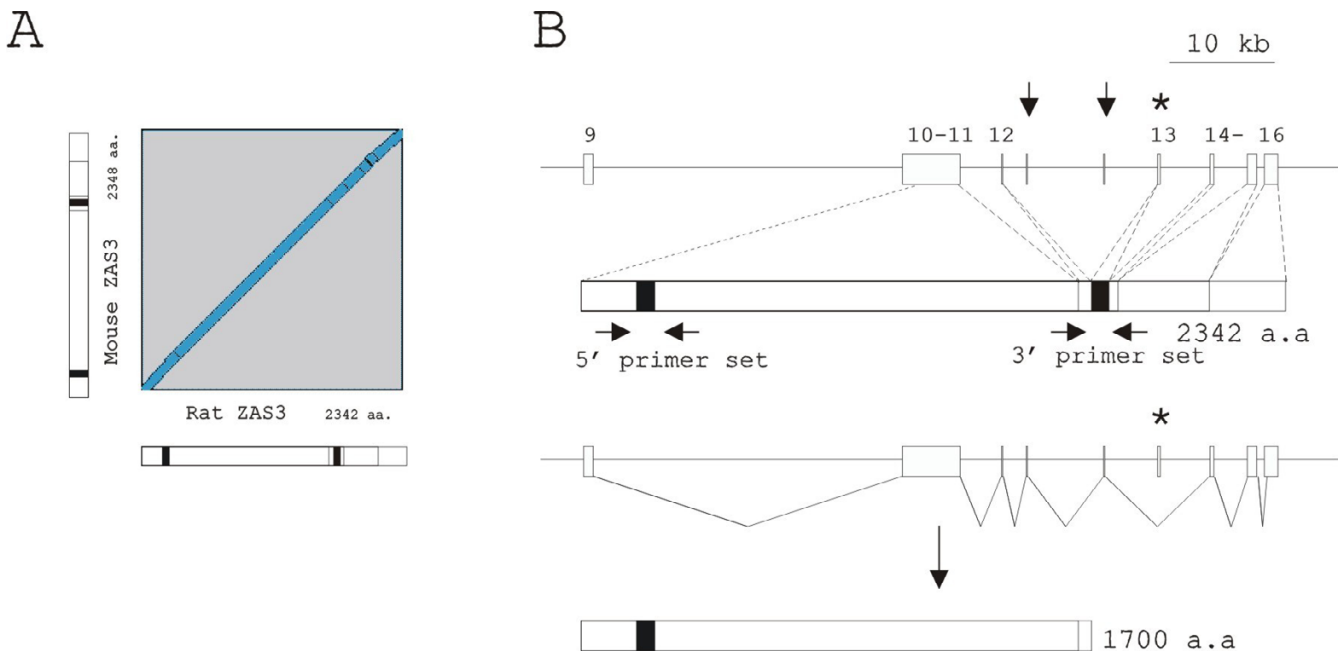 A
2348 aa.
Mouse ZAS3
Rat ZAS3 2342 aa.
B
10 kb
*
9 10-11 12 13 14- 16
2342 a.a
5′ primer set 3′ primer set
*
1700 a.a